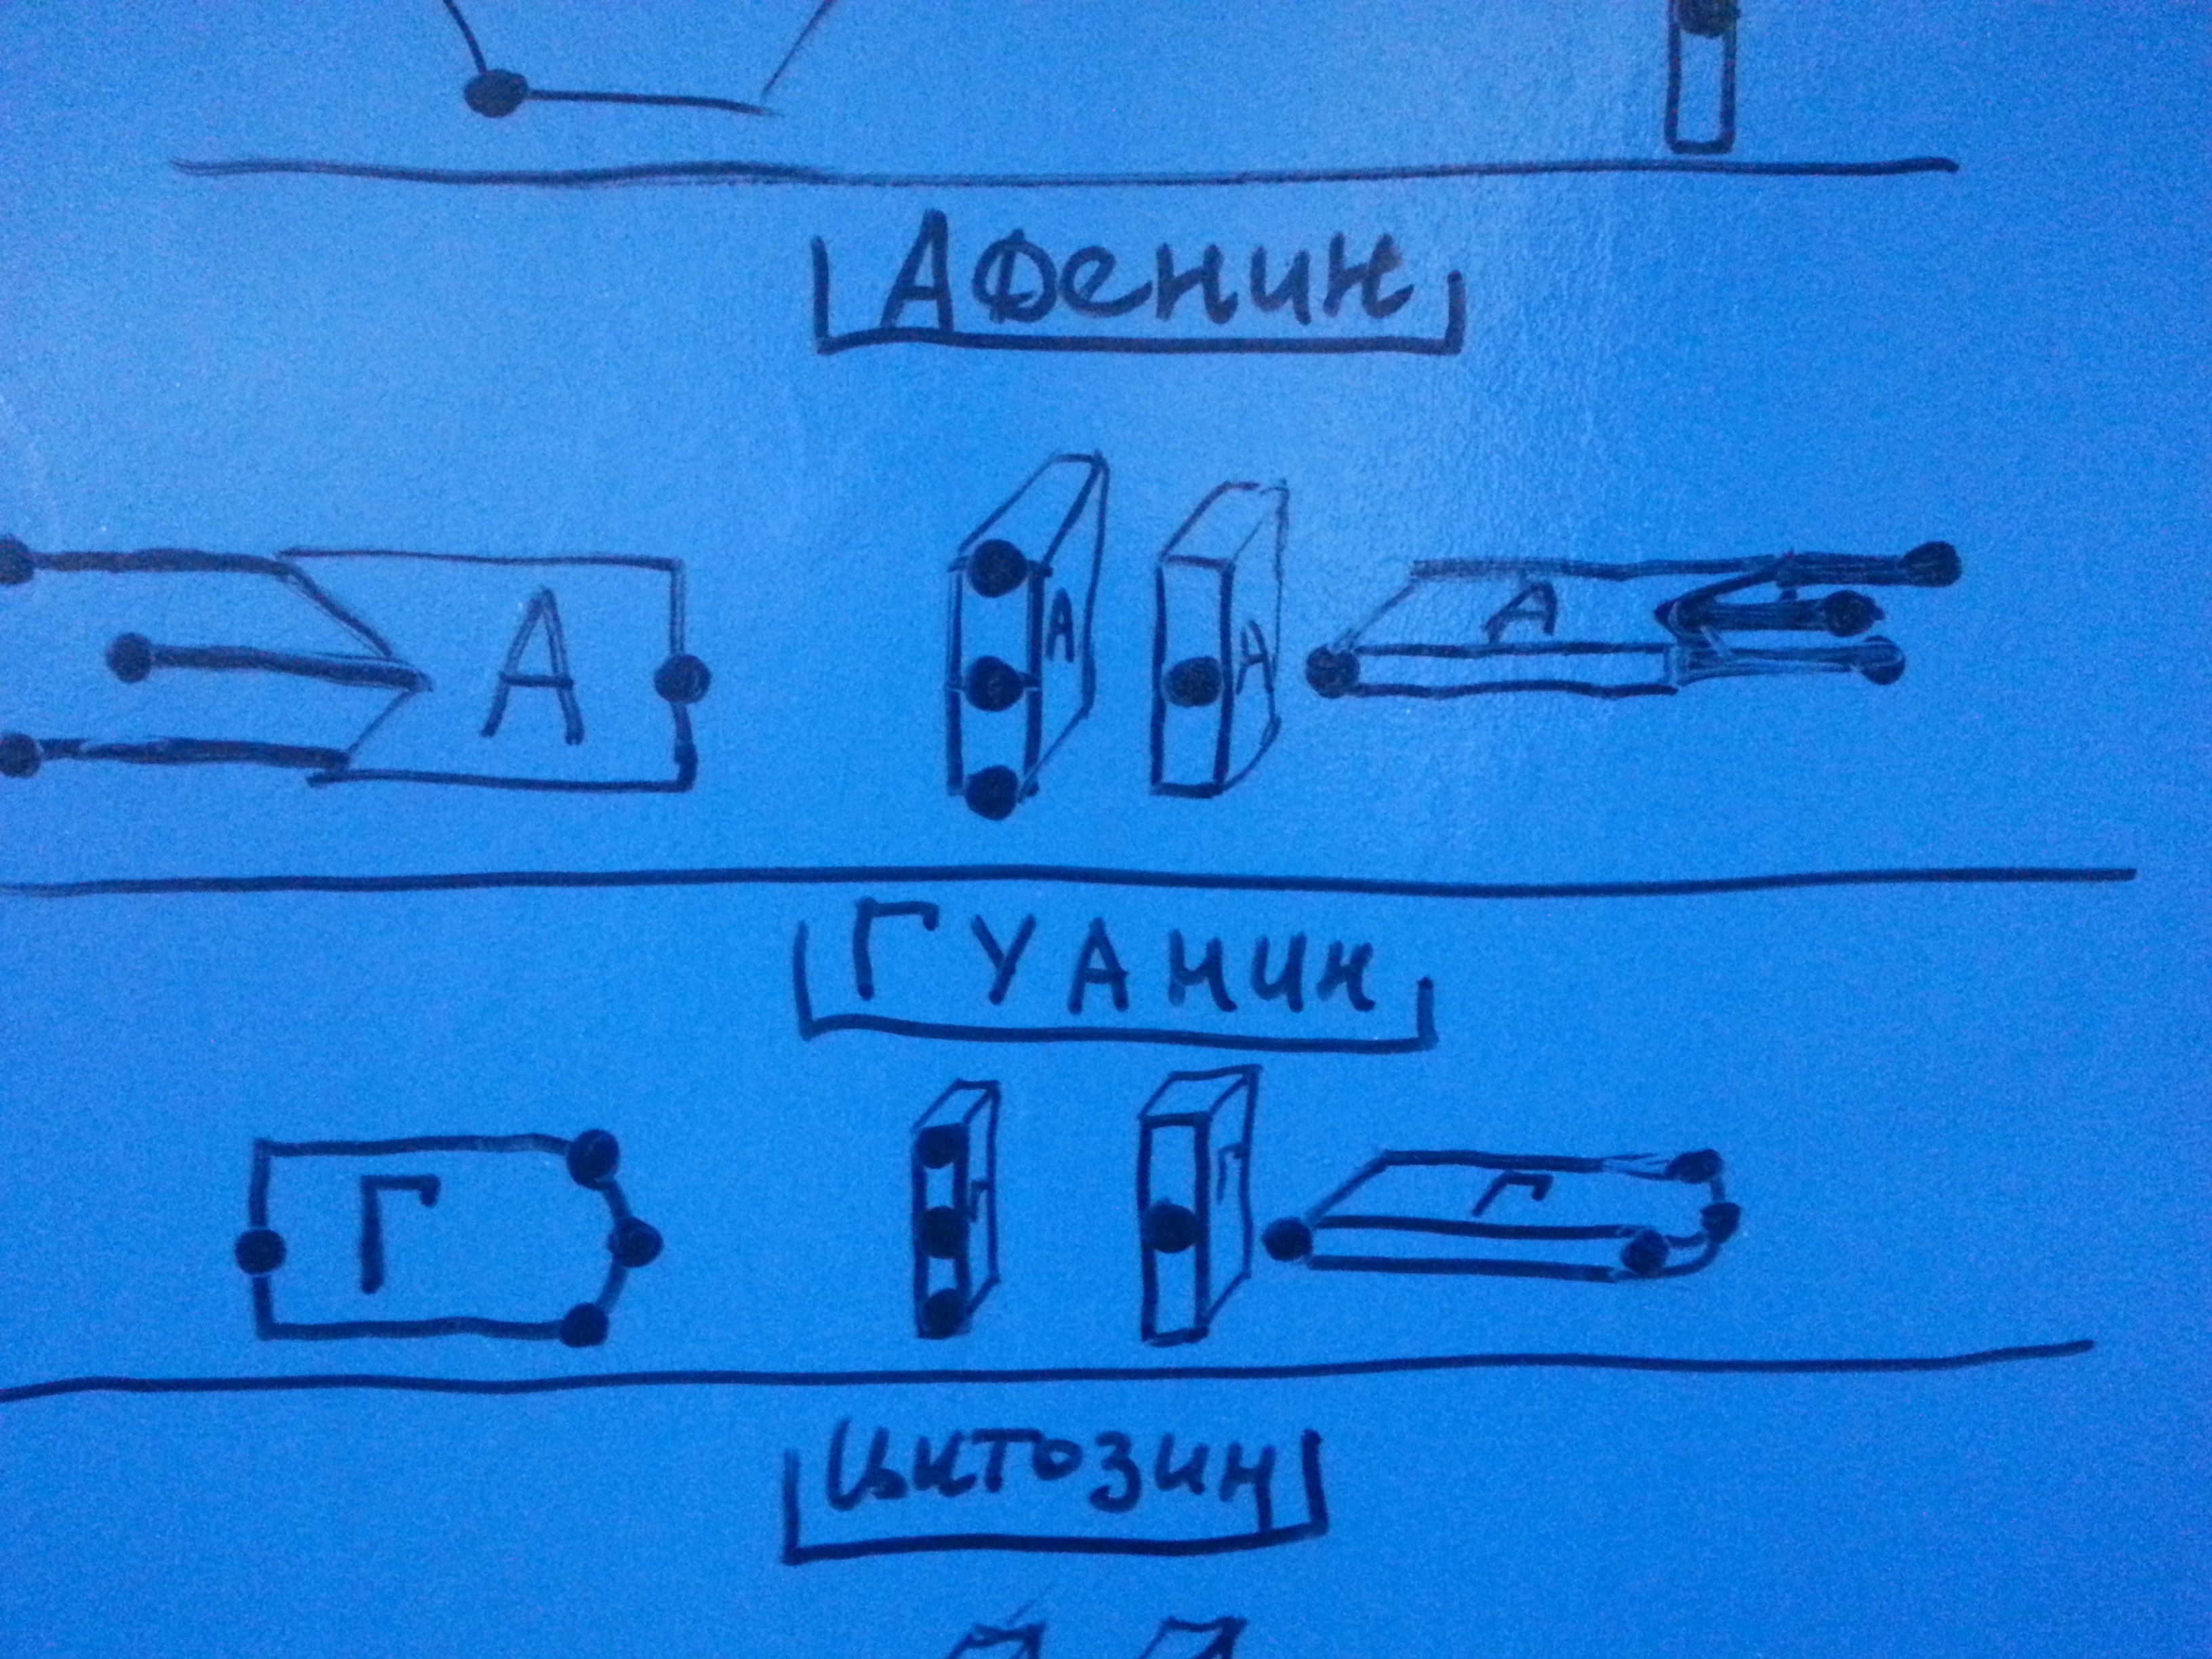 Аденин
А А А А
ГУАНИН
Г Г Г Г
Цитозин